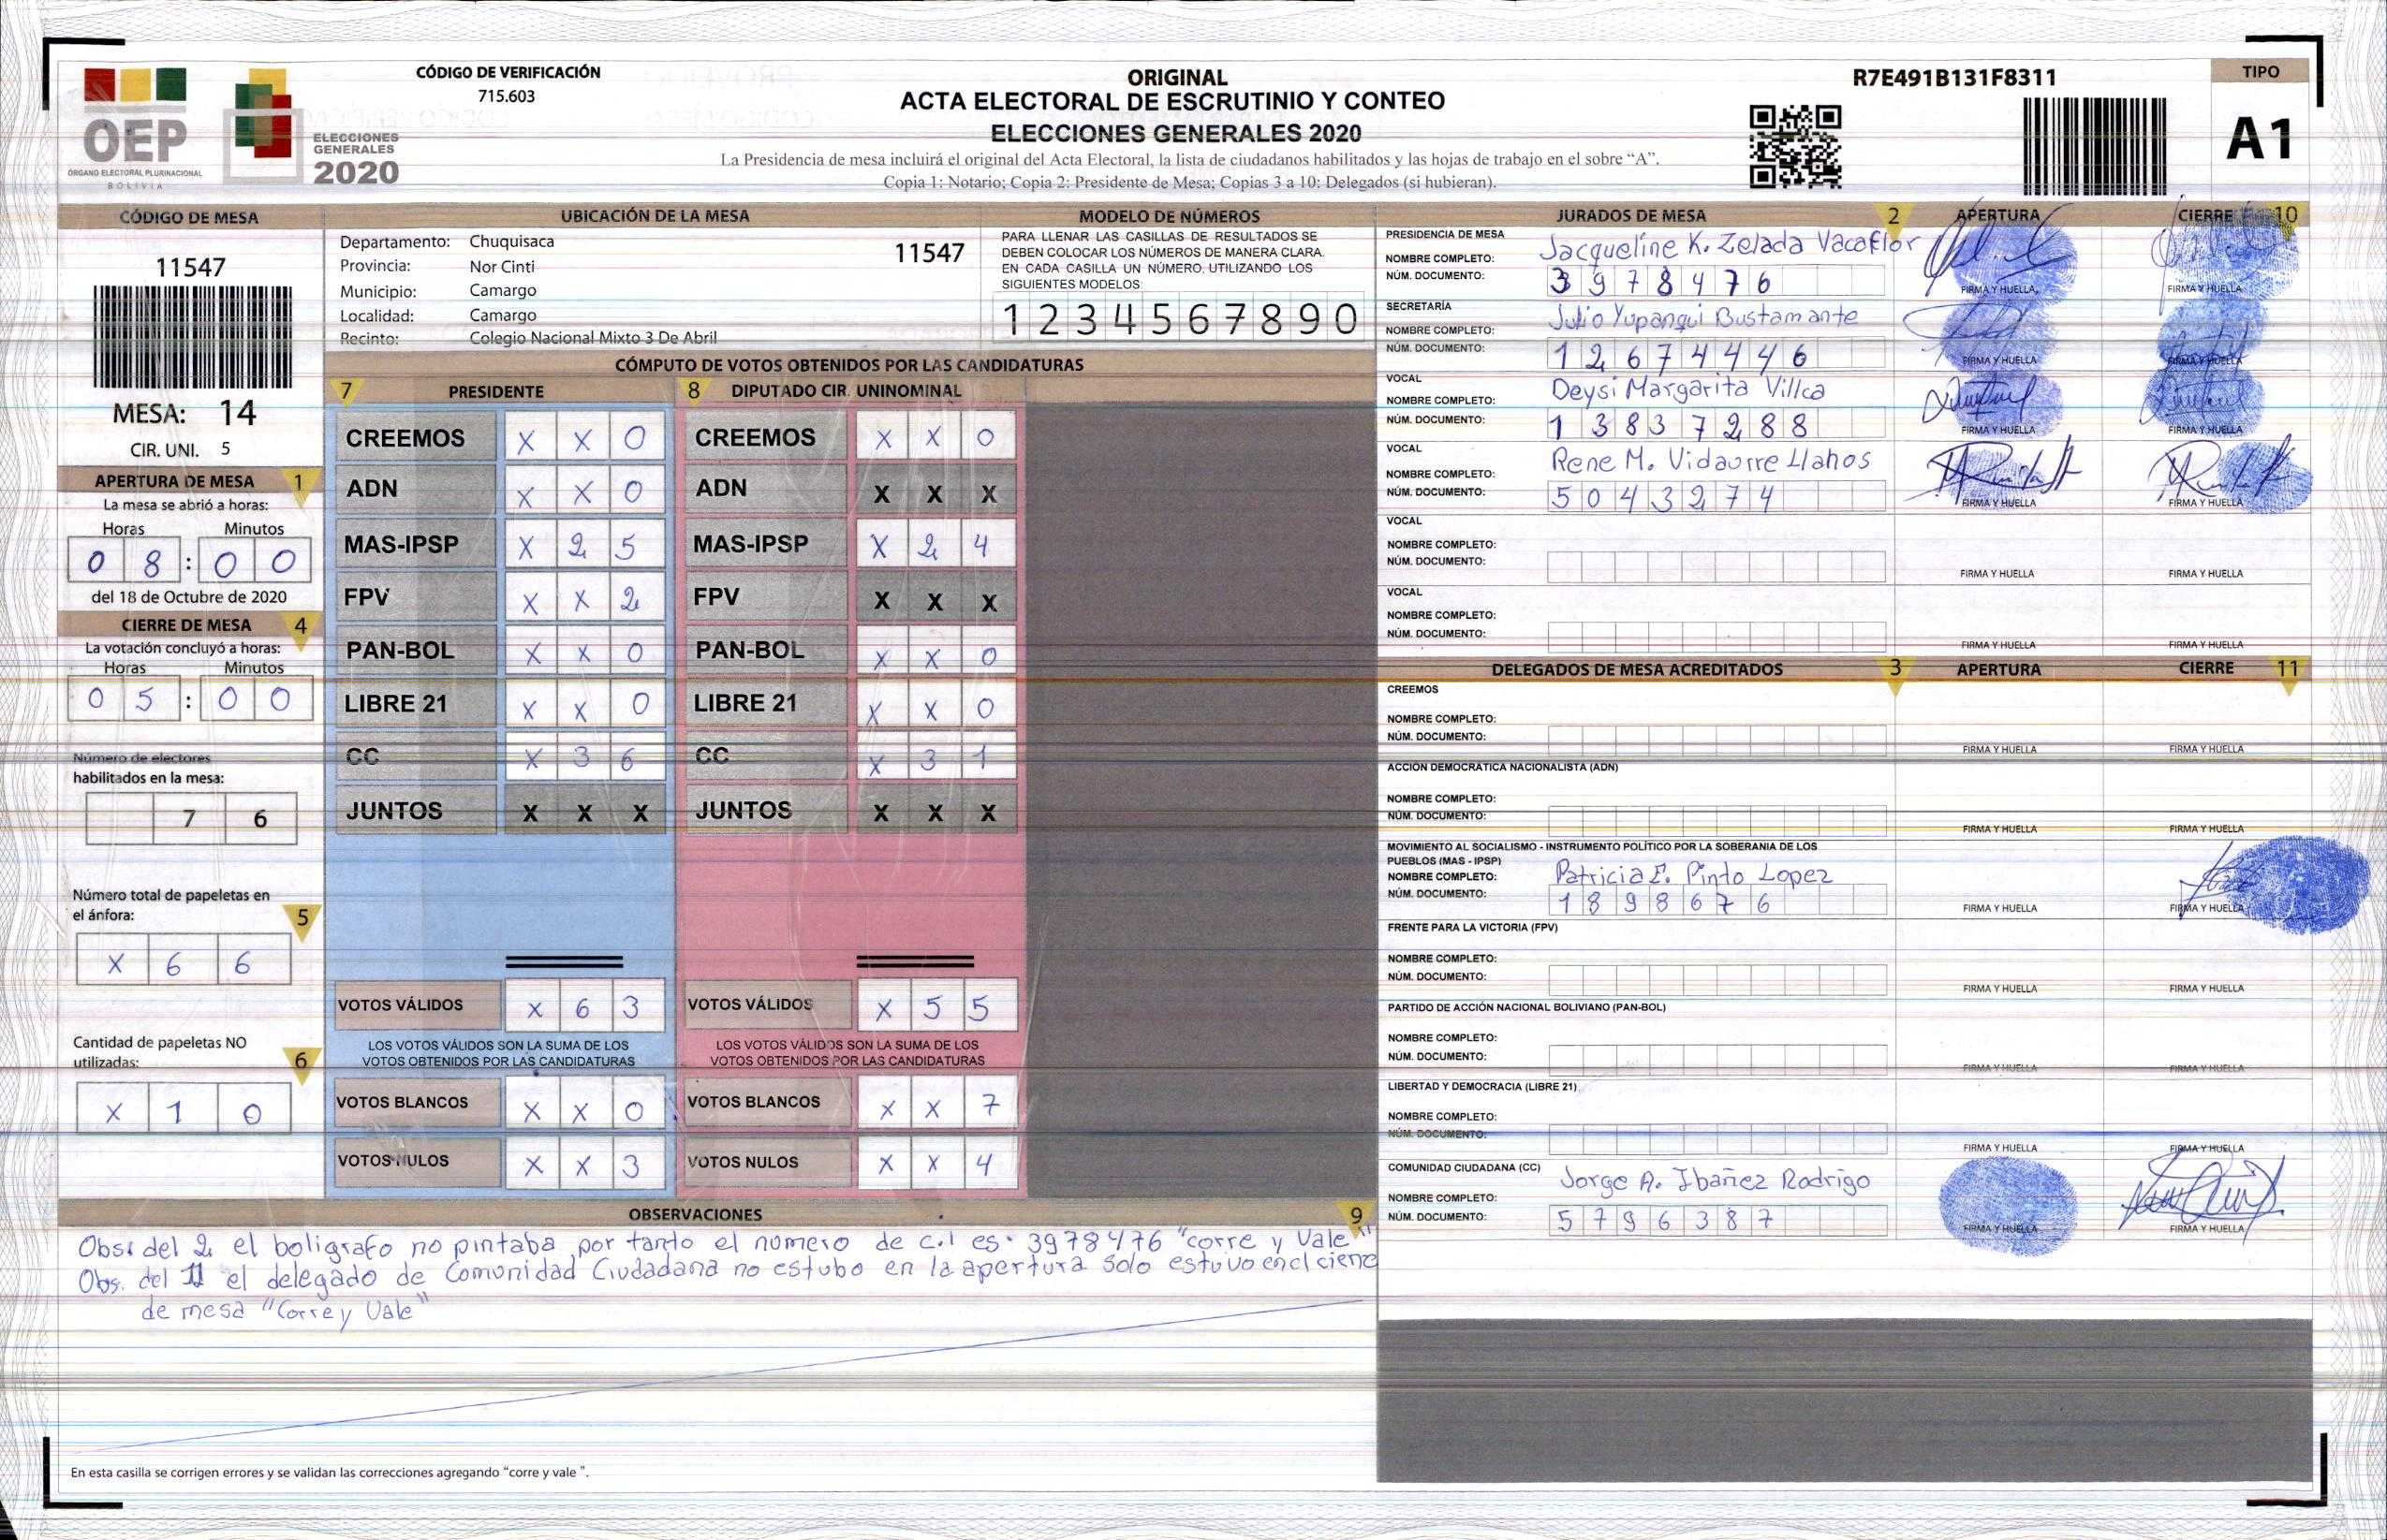 CÓDIGO DE VERIFICACIÓN
715.603
ORIGINAL
ACTA ELECTORAL DE ESCRUTINIO Y CONTEO
ELECCIONES GENERALES 2020
La Presidencia de mesa incluirá el original del Acta Electoral, la lista de ciudadanos habilitados y las hojas de trabajo en el sobre “A”.
Copia 1: Notario; Copia 2: Presidente de Mesa; Copias 3 a 10: Delegados (si hubieran).
R7E491B131F8311
TIPO
A1
OEP
ÓRGANO ELECTORAL PLURINACIONAL
BOLIVIA
ELECCIONES
GENERALES
2020
CÓDIGO DE MESA
11547
MESA: 14
CIR. UNI. 5
APERTURA DE MESA 1
La mesa se abrió a horas:
Horas Minutos
0 8 : 0 0
del 18 de Octubre de 2020
CIERRE DE MESA 4
La votación concluyó a horas:
Horas Minutos
0 5 : 0 0
Número de electores
habilitados en la mesa:
7 6
Número total de papeletas en
el ánfora: 5
X 6 6
Cantidad de papeletas NO
utilizadas: 6
X 1 0
UBICACIÓN DE LA MESA
Departamento: Chuquisaca 11547
Provincia: Nor Cinti
Municipio: Camargo
Localidad: Camargo
Recinto: Colegio Nacional Mixto 3 De Abril
MODELO DE NÚMEROS
PARA LLENAR LAS CASILLAS DE RESULTADOS SE
DEBEN COLOCAR LOS NÚMEROS DE MANERA CLARA.
EN CADA CASILLA UN NÚMERO, UTILIZANDO LOS
SIGUIENTES MODELOS:
1 2 3 4 5 6 7 8 9 0
CÓMPUTO DE VOTOS OBTENIDOS POR LAS CANDIDATURAS
7 PRESIDENTE 8 DIPUTADO CIR. UNINOMINAL
CREEMOS X X 0 CREEMOS X X 0
ADN X X 0 ADN X X X
MAS-IPSP X 2 5 MAS-IPSP X 2 4
FPV X X 2 FPV X X X
PAN-BOL X X 0 PAN-BOL X X 0
LIBRE 21 X X 0 LIBRE 21 X X 0
CC X 3 6 CC X 3 1
JUNTOS X X X JUNTOS X X X
VOTOS VÁLIDOS X 6 3 VOTOS VÁLIDOS X 5 5
LOS VOTOS VÁLIDOS SON LA SUMA DE LOS LOS VOTOS VÁLIDOS SON LA SUMA DE LOS
VOTOS OBTENIDOS POR LAS CANDIDATURAS VOTOS OBTENIDOS POR LAS CANDIDATURAS
VOTOS BLANCOS X X 0 VOTOS BLANCOS X X 7
VOTOS NULOS X X 3 VOTOS NULOS X X 4
OBSERVACIONES 9
Obs: del 2 el boligrafo no pintaba por tanto el numero de c.i es. 3978476 "corre y Vale"
Obs. del 11 el delegado de Comunidad Ciudadana no estubo en la apertura solo estuvo en el cierre
de mesa "Corre y Vale"
En esta casilla se corrigen errores y se validan las correcciones agregando “corre y vale ”.
JURADOS DE MESA 2 APERTURA CIERRE 10
PRESIDENCIA DE MESA
NOMBRE COMPLETO: Jacqueline K. Zelada Vacaflor
NÚM. DOCUMENTO: 3 9 7 8 4 7 6
FIRMA Y HUELLA FIRMA Y HUELLA
SECRETARÍA
NOMBRE COMPLETO: Julio Yupanqui Bustamante
NÚM. DOCUMENTO: 1 2 6 7 4 4 4 6
FIRMA Y HUELLA FIRMA Y HUELLA
VOCAL
NOMBRE COMPLETO: Deysi Margarita Villca
NÚM. DOCUMENTO: 1 3 8 3 7 2 8 8
FIRMA Y HUELLA FIRMA Y HUELLA
VOCAL
NOMBRE COMPLETO: Rene M. Vidaurre Llanos
NÚM. DOCUMENTO: 5 0 4 3 2 7 4
FIRMA Y HUELLA FIRMA Y HUELLA
VOCAL
NOMBRE COMPLETO:
NÚM. DOCUMENTO:
FIRMA Y HUELLA FIRMA Y HUELLA
VOCAL
NOMBRE COMPLETO:
NÚM. DOCUMENTO:
FIRMA Y HUELLA FIRMA Y HUELLA
DELEGADOS DE MESA ACREDITADOS 3 APERTURA CIERRE 11
CREEMOS
NOMBRE COMPLETO:
NÚM. DOCUMENTO:
FIRMA Y HUELLA FIRMA Y HUELLA
ACCIÓN DEMOCRÁTICA NACIONALISTA (ADN)
NOMBRE COMPLETO:
NÚM. DOCUMENTO:
FIRMA Y HUELLA FIRMA Y HUELLA
MOVIMIENTO AL SOCIALISMO - INSTRUMENTO POLÍTICO POR LA SOBERANIA DE LOS
PUEBLOS (MAS - IPSP)
NOMBRE COMPLETO: Patricia E. Pinto Lopez
NÚM. DOCUMENTO: 1 8 9 8 6 7 6
FIRMA Y HUELLA FIRMA Y HUELLA
FRENTE PARA LA VICTORIA (FPV)
NOMBRE COMPLETO:
NÚM. DOCUMENTO:
FIRMA Y HUELLA FIRMA Y HUELLA
PARTIDO DE ACCIÓN NACIONAL BOLIVIANO (PAN-BOL)
NOMBRE COMPLETO:
NÚM. DOCUMENTO:
FIRMA Y HUELLA FIRMA Y HUELLA
LIBERTAD Y DEMOCRACIA (LIBRE 21)
NOMBRE COMPLETO:
NÚM. DOCUMENTO:
FIRMA Y HUELLA FIRMA Y HUELLA
COMUNIDAD CIUDADANA (CC)
NOMBRE COMPLETO: Jorge A. Ibañez Rodrigo
NÚM. DOCUMENTO: 5 7 9 6 3 8 7
FIRMA Y HUELLA FIRMA Y HUELLA